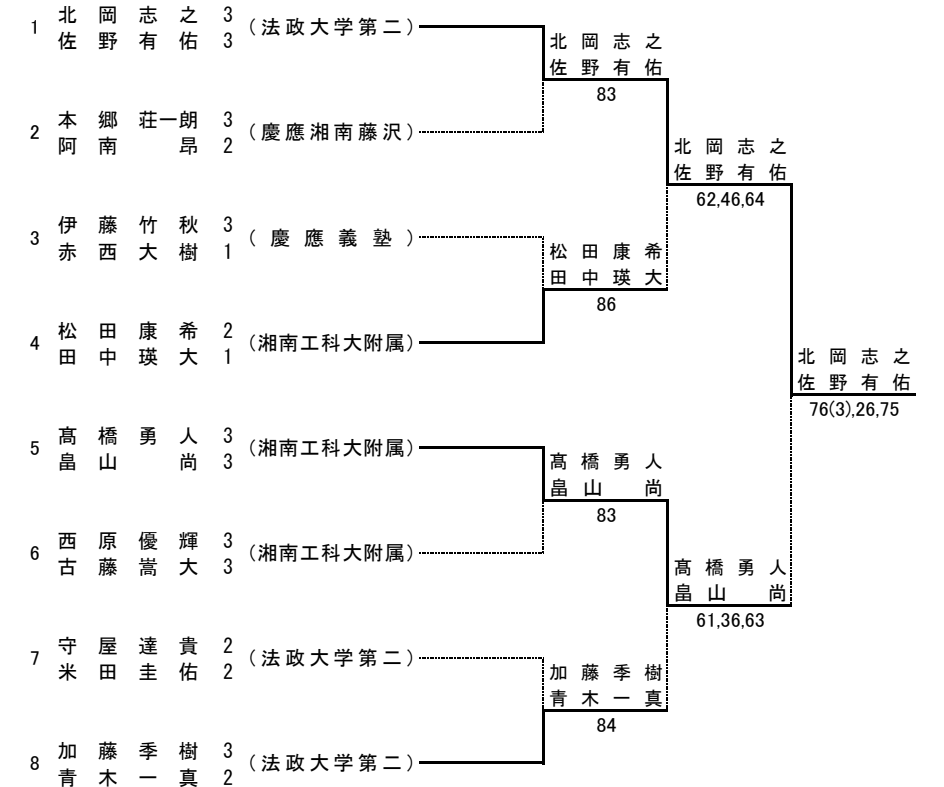 1 北岡志之 3 (法政大学第二)
佐野有佑 3
2 本郷荘一朗 3 (慶應湘南藤沢)
阿南昂 2
3 伊藤竹秋 3 (慶應義塾)
赤西大樹 1
4 松田康希 2 (湘南工科大附属)
田中瑛大 1
5 髙橋勇人 3 (湘南工科大附属)
畠山尚 3
6 西原優輝 3 (湘南工科大附属)
古藤嵩大 3
7 守屋達貴 2 (法政大学第二)
米田圭佑 2
8 加藤季樹 3 (法政大学第二)
青木一真 2
北岡志之
佐野有佑
83
松田康希
田中瑛大
86
髙橋勇人
畠山尚
83
加藤季樹
青木一真
84
北岡志之
佐野有佑
62,46,64
髙橋勇人
畠山尚
61,36,63
北岡志之
佐野有佑
76(3),26,75